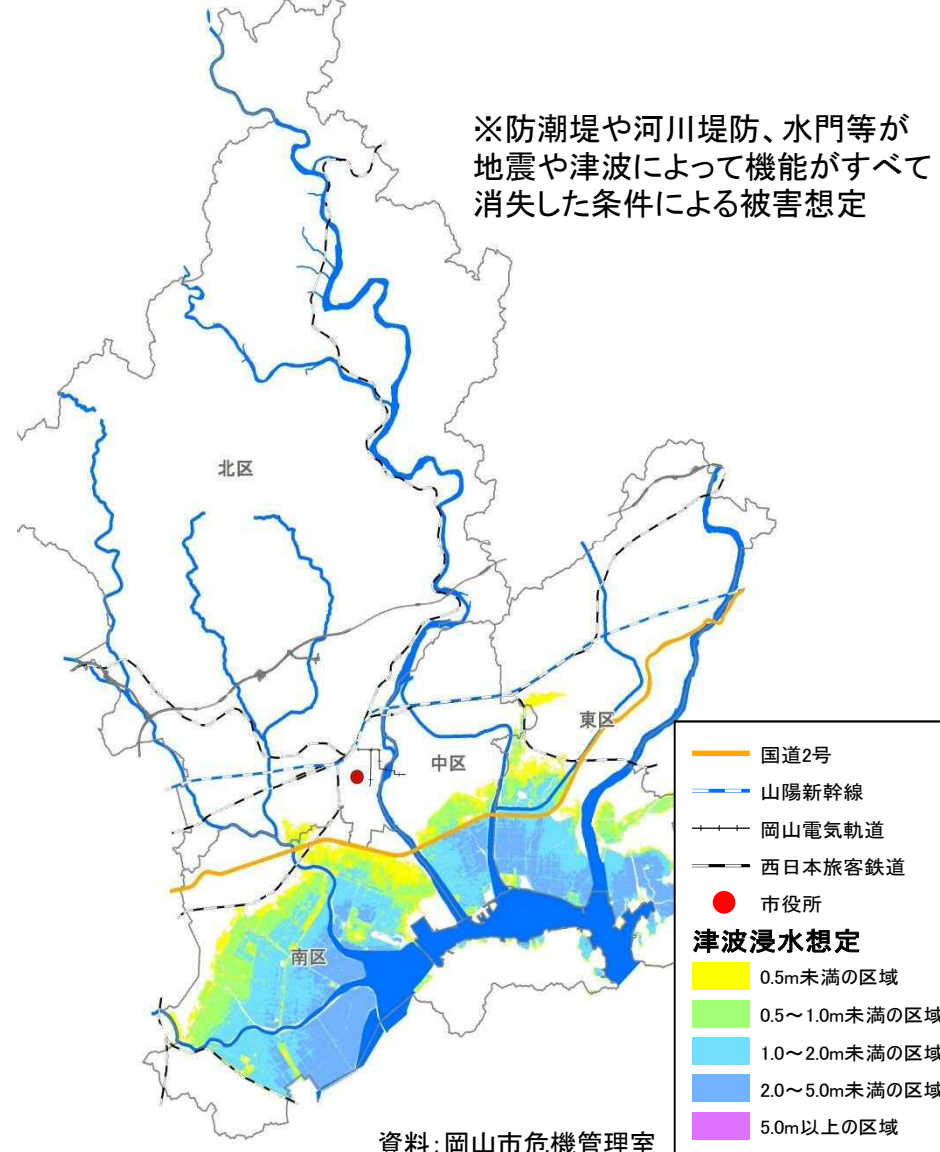 ※防潮堤や河川堤防、水門等が
地震や津波によって機能がすべて
消失した条件による被害想定
北区
東区
中区
南区
国道2号
山陽新幹線
岡山電気軌道
西日本旅客鉄道
市役所
津波浸水想定
0.5m未満の区域
0.5～1.0m未満の区域
1.0～2.0m未満の区域
2.0～5.0m未満の区域
5.0m以上の区域
資料：岡山市危機管理室